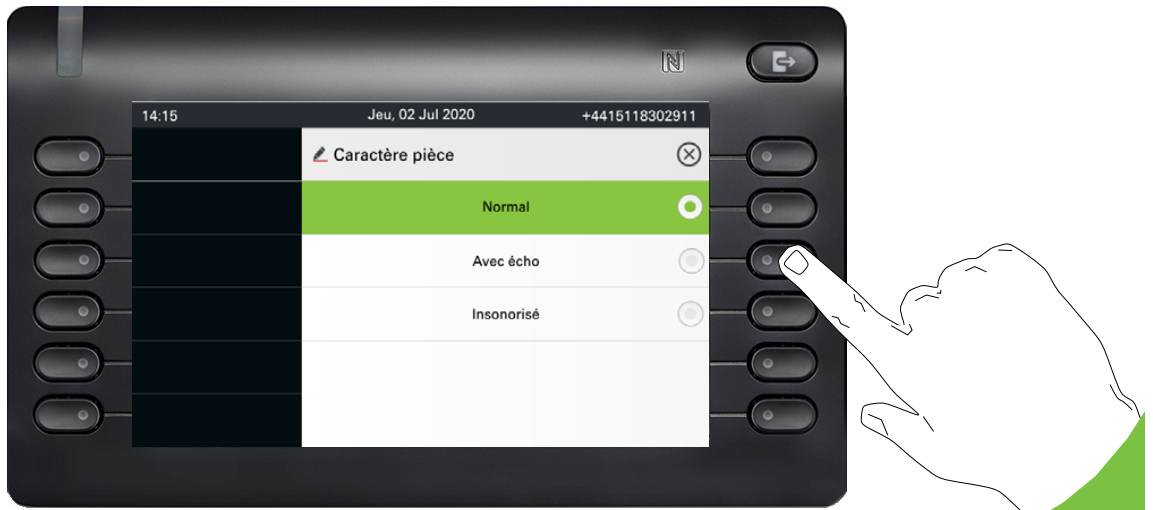 14:15 Jeu, 02 Jul 2020 +4415118302911
Caractère pièce
Normal
Avec écho
Insonorisé